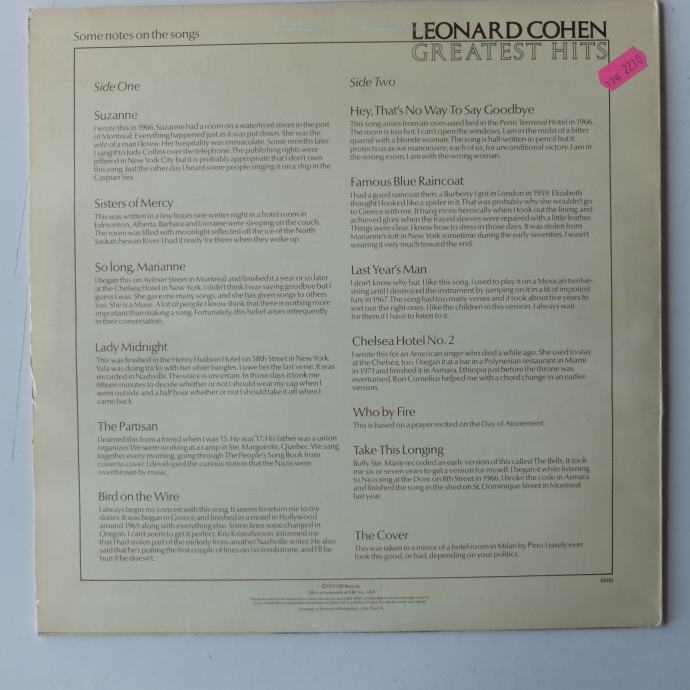 Some notes on the songs
LEONARD COHEN
GREATEST HITS
Side One
Suzanne
I wrote this in 1966. Suzanne had a room on a waterfront street in the port
of Montreal. Everything happened just as it was put down. She was the
wife of a man I knew. Her hospitality was immaculate. Some months later
I sang it to Judy Collins over the telephone. The publishing rights were
pilfered in New York City but it is probably appropriate that I don't own
this song. Just the other day I heard some people singing it on a ship in the
Caspian Sea.
Sisters of Mercy
This was written in a few hours one winter night in a hotel room in
Edmonton, Alberta. Barbara and Lorraine were sleeping on the couch.
The room was filled with moonlight reflected off the ice of the North
Saskatchewan River. I had it ready for them when they woke up.
So long, Marianne
I began this on Aylmer Street in Montreal and finished it a year or so later
at the Chelsea Hotel in New York. I didn't think I was saying goodbye but I
guess I was. She gave me many songs, and she has given songs to others
too. She is a Muse. A lot of people I know think that there is nothing more
important than making a song. Fortunately, this belief arises infrequently
in their conversation.
Lady Midnight
This was finished in the Henry Hudson Hotel on 58th Street in New York.
Yafa was doing tricks with her silver bangles. I owe her the last verse. It was
recorded in Nashville. The voice is uncertain. In those days it took me
fifteen minutes to decide whether or not I should wear my cap when I
went outside and a half hour whether or not I should take it off when I
came back.
The Partisan
I learned this from a friend when I was 15. He was 17. His father was a union
organizer. We were working at a camp in Ste. Marguerite, Quebec. We sang
together every morning, going through The People's Song Book from
cover to cover. I developed the curious notion that the Nazis were
overthrown by music.
Bird on the Wire
I always begin my concert with this song. It seems to return me to my
duties. It was begun in Greece and finished in a motel in Hollywood
around 1969 along with everything else. Some lines were changed in
Oregon. I can't seem to get it perfect. Kris Kristofferson informed me
that I had stolen part of the melody from another Nashville writer. He also
said that he's putting the first couple of lines on his tombstone, and I'll be
hurt if he doesn't.
Side Two
Hey, That's No Way To Say Goodbye
This song arises from an over-used bed in the Penn Terminal Hotel in 1966.
The room is too hot. I can't open the windows. I am in the midst of a bitter
quarrel with a blonde woman. The song is half-written in pencil but it
protects us as we manoeuvre, each of us, for unconditional victory. I am in
the wrong room. I am with the wrong woman.
Famous Blue Raincoat
I had a good raincoat then, a Burberry I got in London in 1959. Elizabeth
thought I looked like a spider in it. That was probably why she wouldn't go
to Greece with me. It hung more heroically when I took out the lining, and
achieved glory when the frayed sleeves were repaired with a little leather.
Things were clear. I knew how to dress in those days. It was stolen from
Marianne's loft in New York sometime during the early seventies. I wasn't
wearing it very much toward the end.
Last Year's Man
I don't know why but I like this song. I used to play it on a Mexican twelve-
string until I destroyed the instrument by jumping on it in a fit of impotent
fury in 1967. The song had too many verses and it took about five years to
sort out the right ones. I like the children in this version. I always wait
for them if I have to listen to it.
Chelsea Hotel No. 2
I wrote this for an American singer who died a while ago. She used to stay
at the Chelsea, too. I began it at a bar in a Polynesian restaurant in Miami
in 1971 and finished it in Asmara, Ethiopia just before the throne was
overturned. Ron Cornelius helped me with a chord change in an earlier
version.
Who by Fire
This is based on a prayer recited on the Day of Atonement.
Take This Longing
Buffy Ste. Marie recorded an early version of this called The Bells. It took
me six or seven years to get a version for myself. I began it while listening
to Nico sing at the Dom on 8th Street in 1966. I broke the code in Asmara
and finished the song in the shed on St. Dominique Street in Montreal
last year.
The Cover
This was taken in a mirror of a hotel room in Milan by Pino. I rarely ever
look this good, or bad, depending on your politics.
©1975 CBS Records
CBS is a trademark of CBS Inc., USA
2210